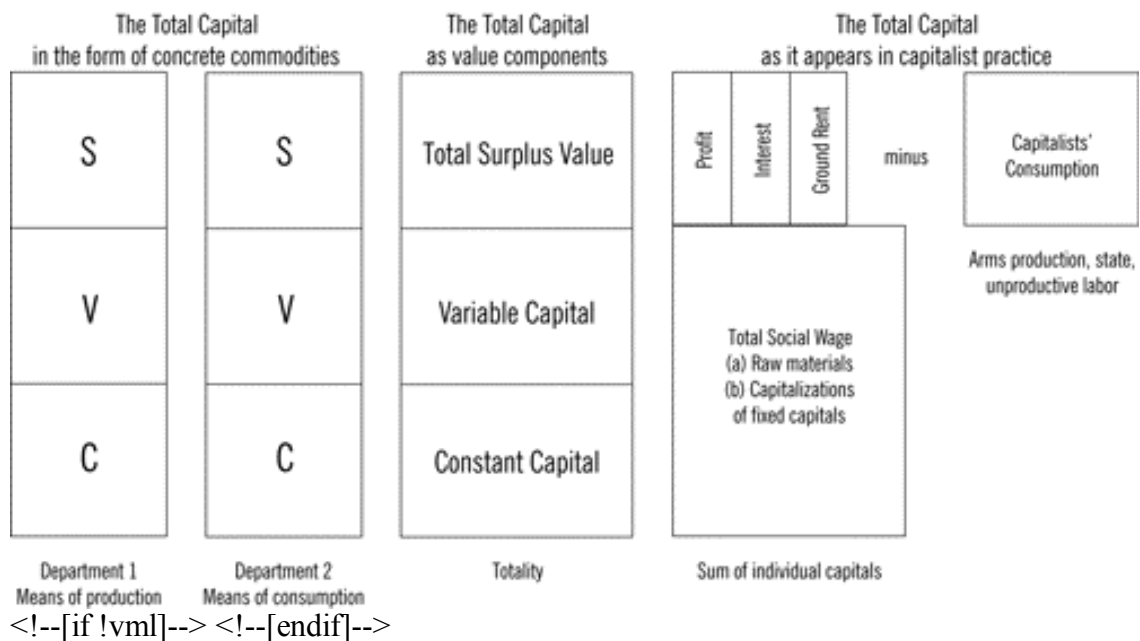 The Total Capital
in the form of concrete commodities
The Total Capital
as value components
The Total Capital
as it appears in capitalist practice
S
S
Total Surplus Value
Profit
Interest
Ground Rent
minus
Capitalists'
Consumption
Arms production, state,
unproductive labor
V
V
Variable Capital
Total Social Wage
(a) Raw materials
(b) Capitalizations
of fixed capitals
C
C
Constant Capital
Department 1
Means of production
Department 2
Means of consumption
Totality
Sum of individual capitals
<!--[if !vml]--> <!--[endif]-->